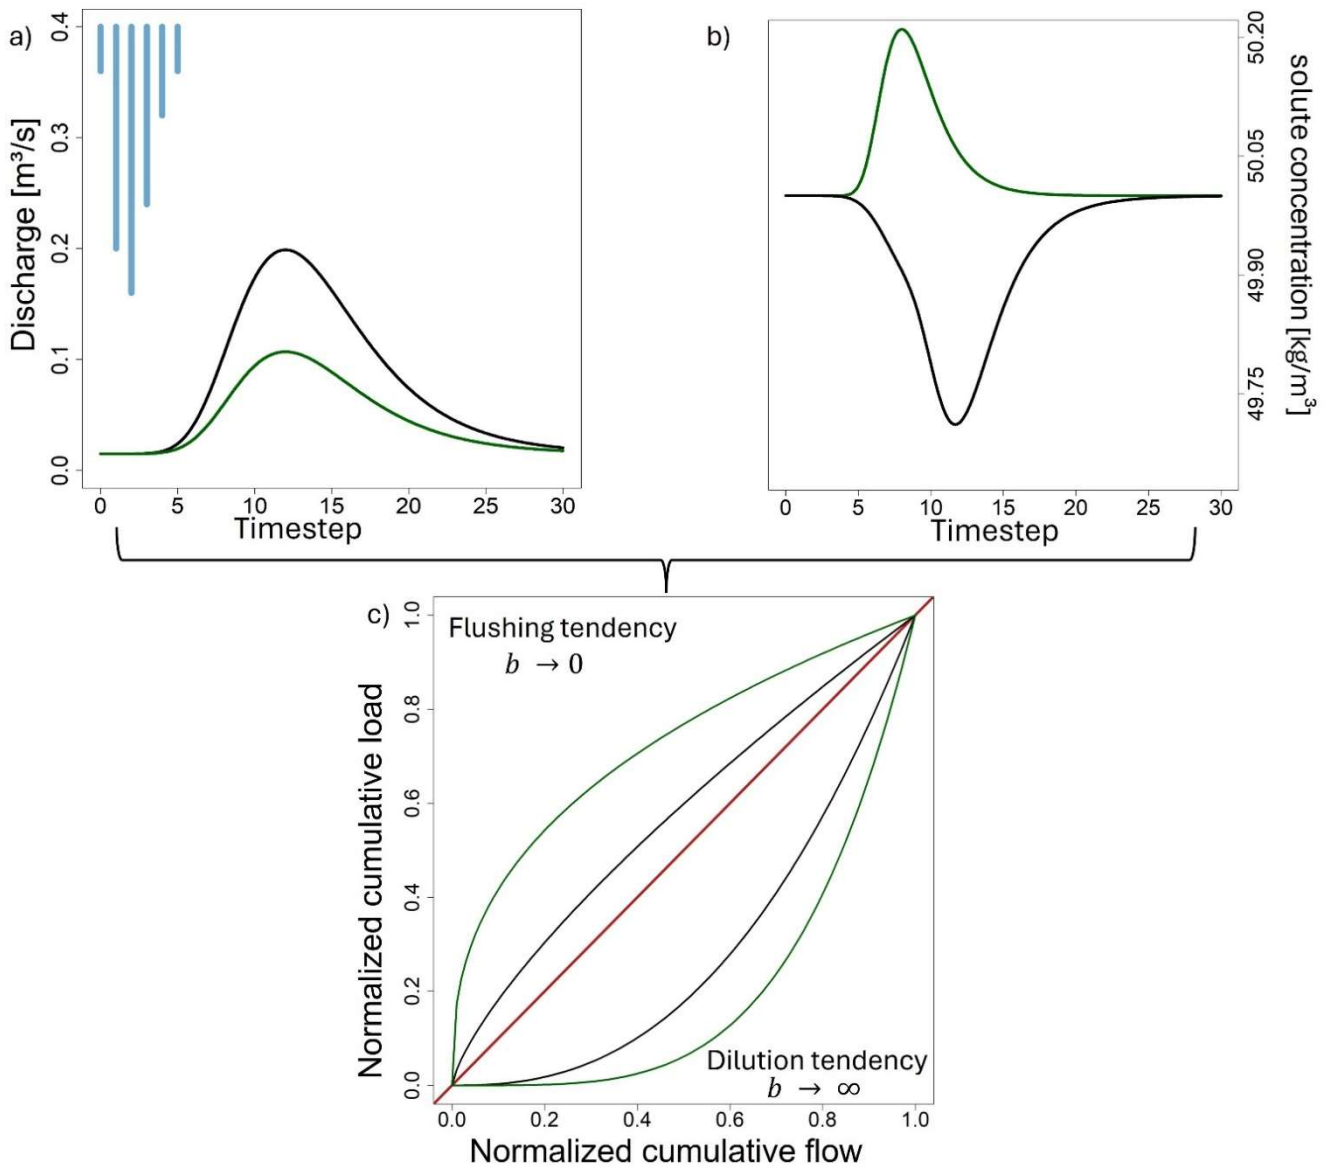 a)
Discharge [m³/s]
0.4
0.3
0.2
0.1
0.0
0 5 10 15 20 25 30
Timestep
b)
50.20
50.05
49.90
49.75
solute concentration [kg/m³]
0 5 10 15 20 25 30
Timestep
c)
Flushing tendency
b → 0
Normalized cumulative load
1.0
0.8
0.6
0.4
0.2
0.0
Dilution tendency
b → ∞
0.0 0.2 0.4 0.6 0.8 1.0
Normalized cumulative flow